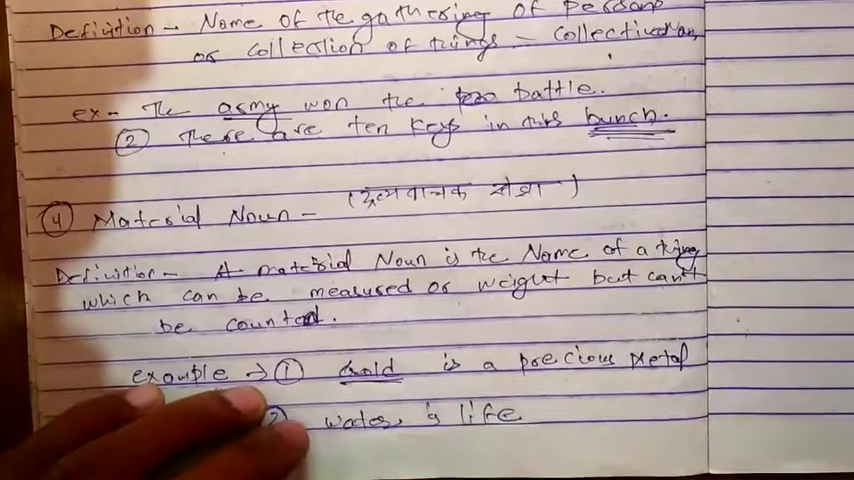 Definition - Name of the gathering of persons
or collection of things - Collective Noun,
ex - The army won the battle.
② These are ten keys in this bunch.
④ Material Noun - (द्रव्यवाचक संज्ञा)
Definition - A material Noun is the Name of a thing
which can be measured or weight but can't
be counted.
example → ① Gold is a precious Metal
② water is life